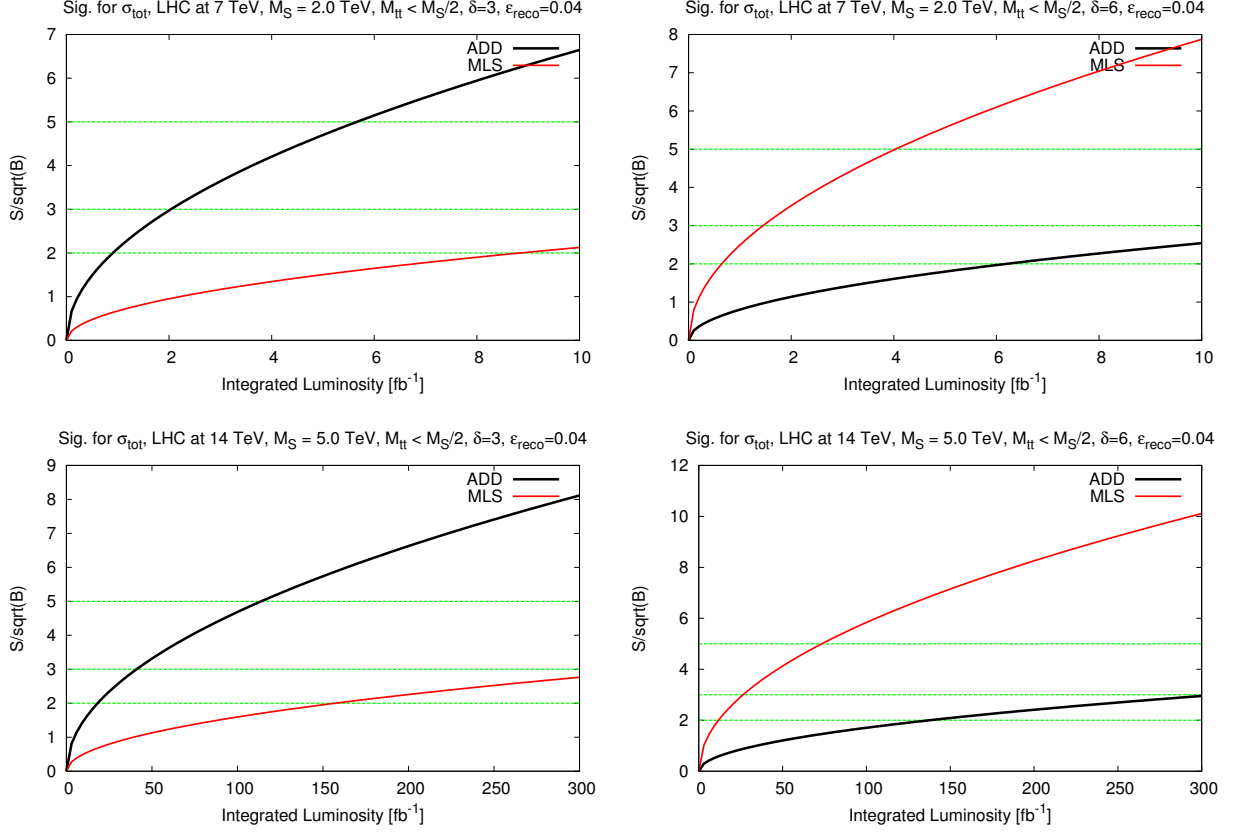 Sig. for σtot, LHC at 7 TeV, MS = 2.0 TeV, Mtt < MS/2, δ=3, εreco=0.04
7
6
5
4
3
2
1
0
S/sqrt(B)
ADD
MLS
0 2 4 6 8 10
Integrated Luminosity [fb-1]
Sig. for σtot, LHC at 7 TeV, MS = 2.0 TeV, Mtt < MS/2, δ=6, εreco=0.04
8
7
6
5
4
3
2
1
0
S/sqrt(B)
ADD
MLS
0 2 4 6 8 10
Integrated Luminosity [fb-1]
Sig. for σtot, LHC at 14 TeV, MS = 5.0 TeV, Mtt < MS/2, δ=3, εreco=0.04
9
8
7
6
5
4
3
2
1
0
S/sqrt(B)
ADD
MLS
0 50 100 150 200 250 300
Integrated Luminosity [fb-1]
Sig. for σtot, LHC at 14 TeV, MS = 5.0 TeV, Mtt < MS/2, δ=6, εreco=0.04
12
10
8
6
4
2
0
S/sqrt(B)
ADD
MLS
0 50 100 150 200 250 300
Integrated Luminosity [fb-1]